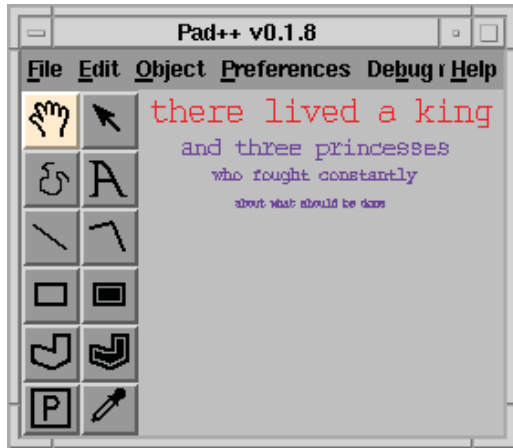 Pad++ v0.1.8
File Edit Object Preferences Debug r Help
there lived a king
and three princesses
who fought constantly
about what should be done
A
P